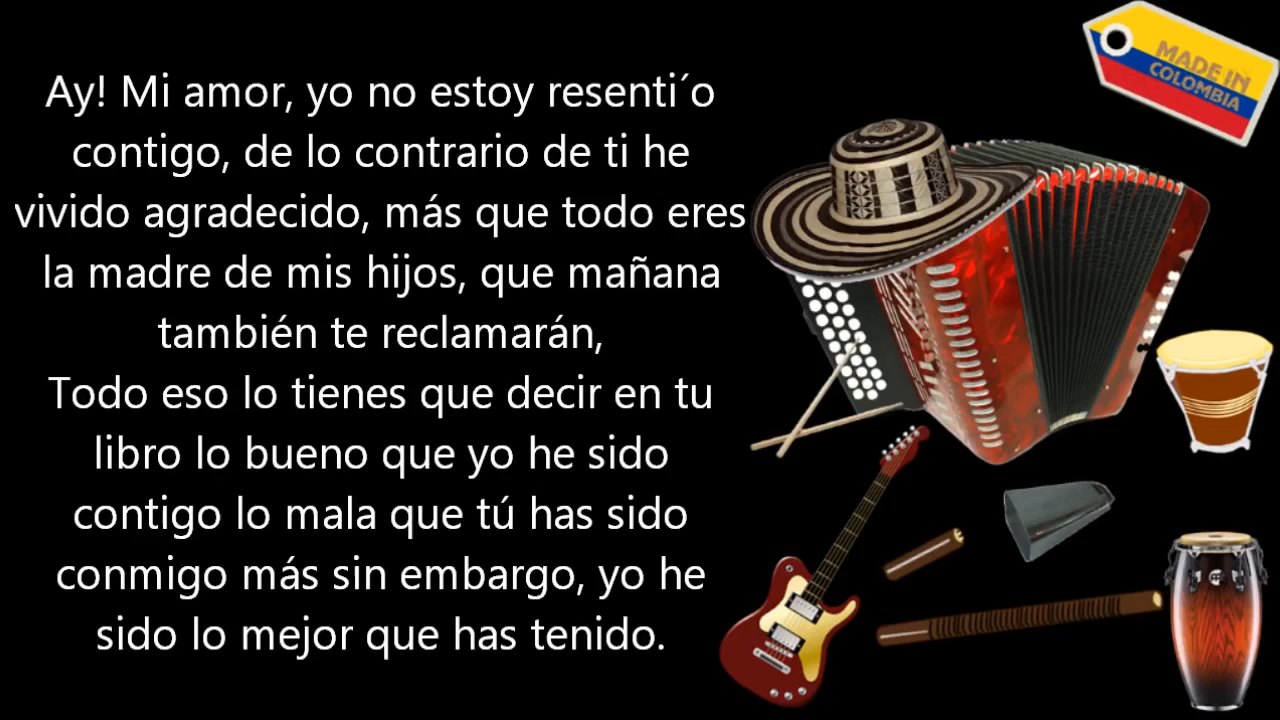 Ay! Mi amor, yo no estoy resenti´o
contigo, de lo contrario de ti he
vivido agradecido, más que todo eres
la madre de mis hijos, que mañana
también te reclamarán,
Todo eso lo tienes que decir en tu
libro lo bueno que yo he sido
contigo lo mala que tú has sido
conmigo más sin embargo, yo he
sido lo mejor que has tenido.
MADE IN
COLOMBIA